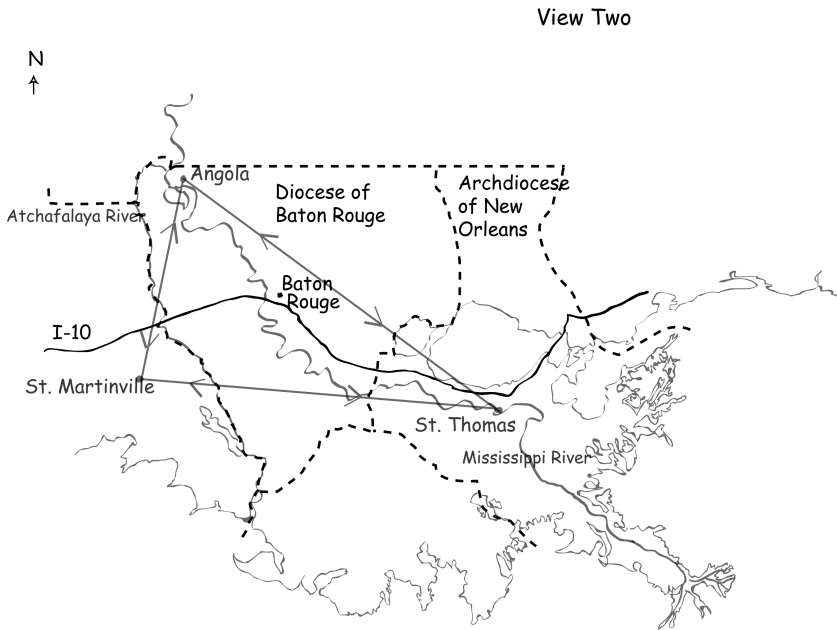 View Two
N
Angola
Diocese of
Baton Rouge
Archdiocese
of New
Orleans
Atchafalaya River
Baton
Rouge
I-10
St. Martinville
St. Thomas
Mississippi River